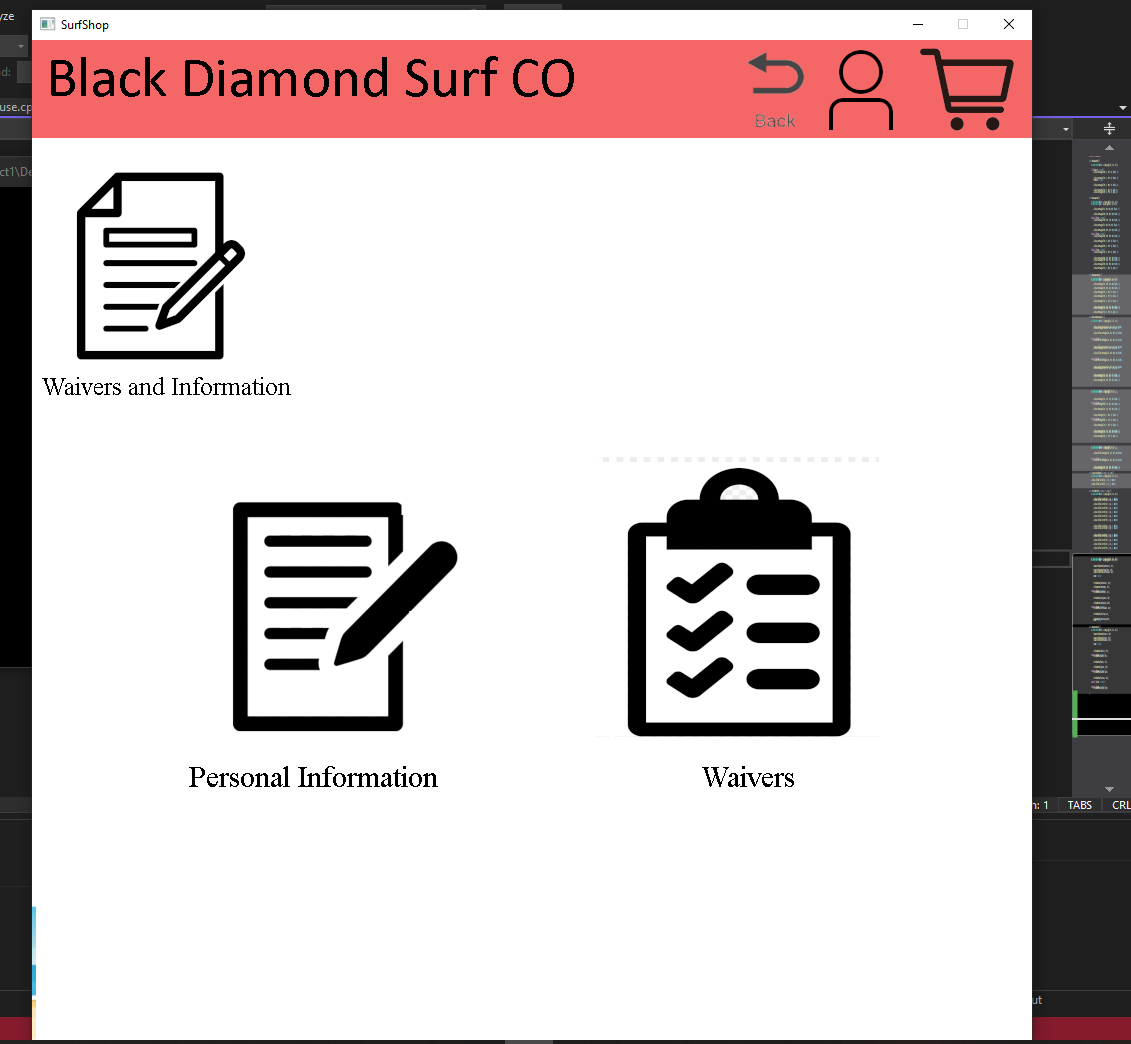 yze
SurfShop
Black Diamond Surf CO
d:
Back
use.cp
ct1\De
Waivers and Information
Personal Information
Waivers
n: 1
TABS
CRL
ut